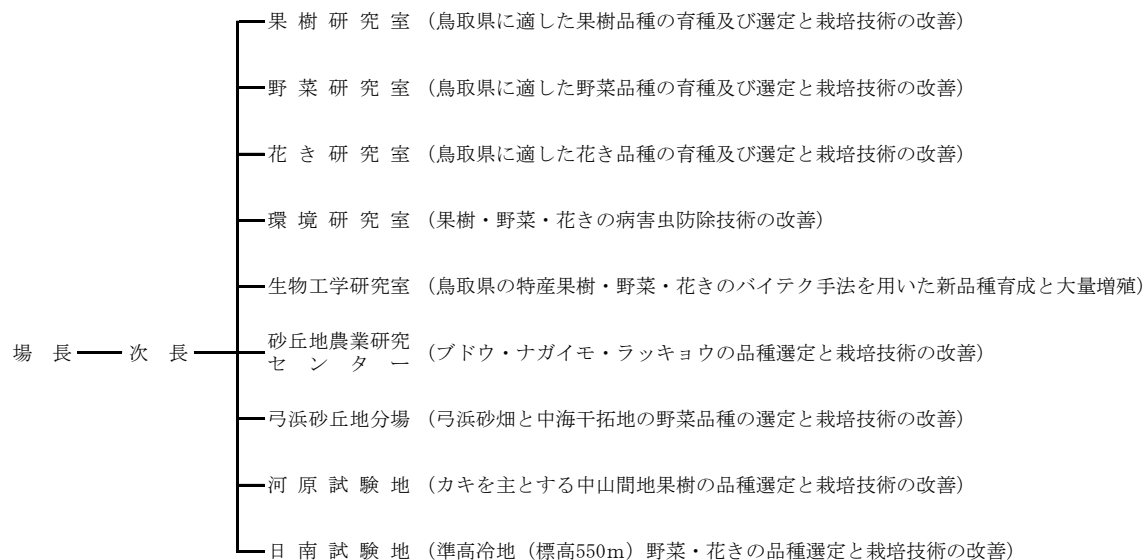 果樹研究室 (鳥取県に適した果樹品種の育種及び選定と栽培技術の改善)
野菜研究室 (鳥取県に適した野菜品種の育種及び選定と栽培技術の改善)
花き研究室 (鳥取県に適した花き品種の育種及び選定と栽培技術の改善)
環境研究室 (果樹・野菜・花きの病害虫防除技術の改善)
生物工学研究室 (鳥取県の特産果樹・野菜・花きのバイテク手法を用いた新品種育成と大量増殖)
場長 次長
砂丘地農業研究
センター (ブドウ・ナガイモ・ラッキョウの品種選定と栽培技術の改善)
弓浜砂丘地分場 (弓浜砂畑と中海干拓地の野菜品種の選定と栽培技術の改善)
河原試験地 (カキを主とする中山間地果樹の品種選定と栽培技術の改善)
日南試験地 (準高冷地(標高550m)野菜・花きの品種選定と栽培技術の改善)